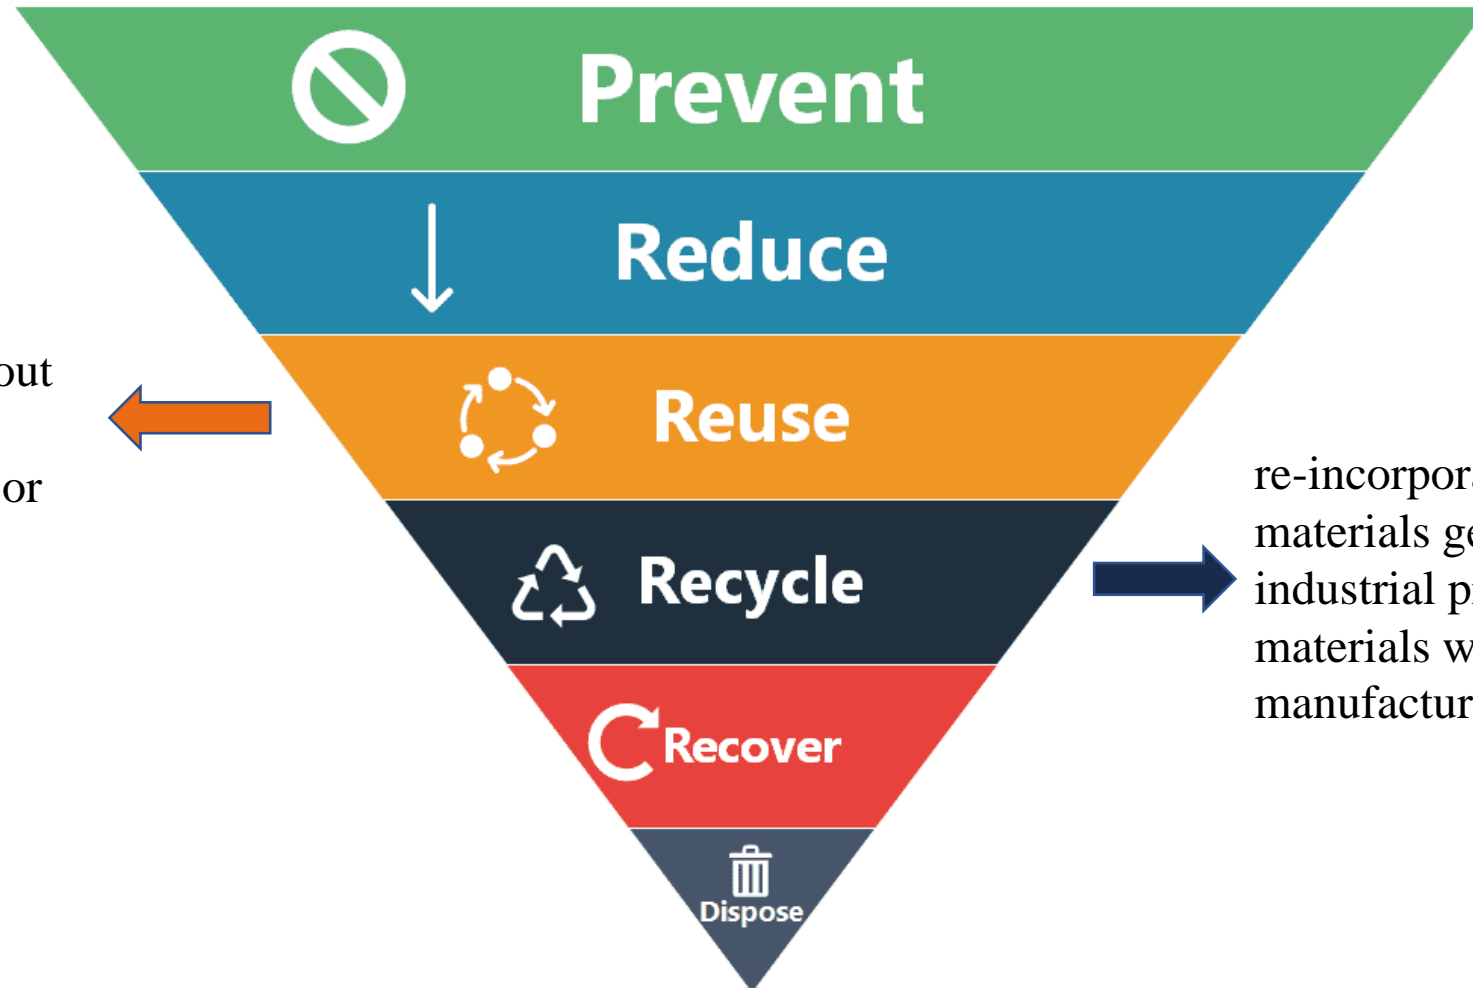 Prevent
Reduce
out
or
Reuse
Recycle
re-incorpor
materials ge
industrial p
materials w
manufactur
Recover
Dispose